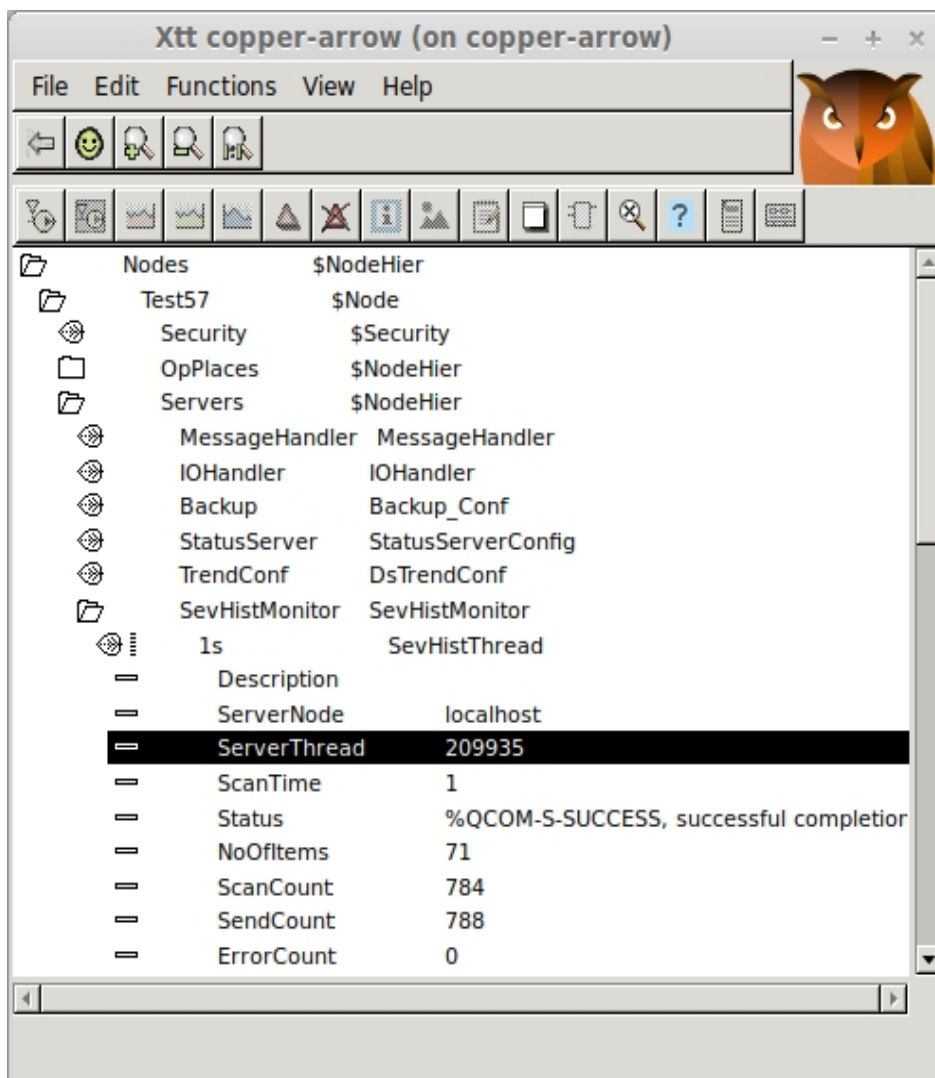 Xtt copper-arrow (on copper-arrow)
File Edit Functions View Help
Nodes $NodeHier
Test57 $Node
Security $Security
OpPlaces $NodeHier
Servers $NodeHier
MessageHandler MessageHandler
IOHandler IOHandler
Backup Backup_Conf
StatusServer StatusServerConfig
TrendConf DsTrendConf
SevHistMonitor SevHistMonitor
1s SevHistThread
Description
ServerNode localhost
ServerThread 209935
ScanTime 1
Status %QCOM-S-SUCCESS, successful completion
NoOfItems 71
ScanCount 784
SendCount 788
ErrorCount 0